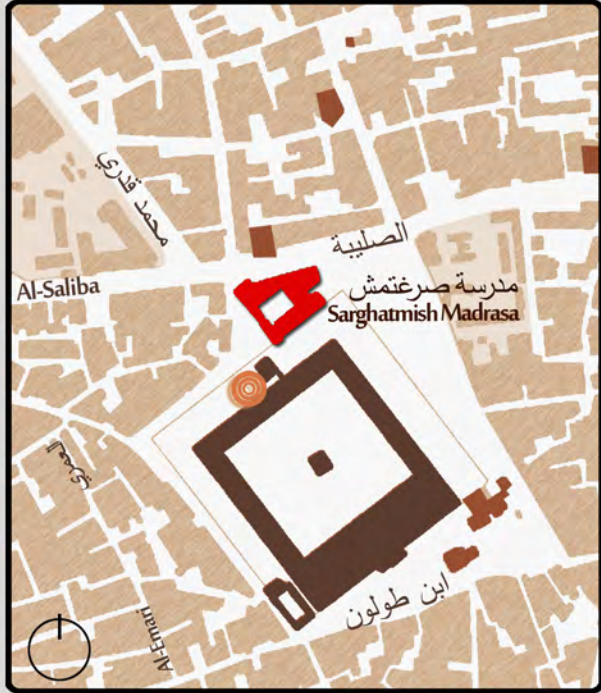 محمد قدري
الصليبة
Al-Saliba
مدرسة صرغتمش
Sarghatmish Madrasa
العمري
Al-Emari
ابن طولون